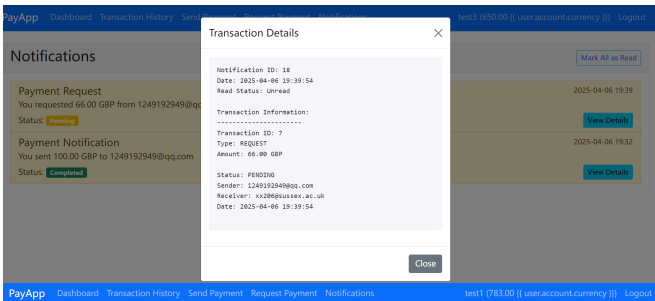 PayApp Dashboard Transaction History Send Payment Request Payment Notifications test3 (650.00 {{ user.account.currency }}) Logout
Transaction Details
Notifications
Mark All as Read
Notification ID: 18
Date: 2025-04-06 19:39:54
Read Status: Unread
Transaction Information:
----------------------
Transaction ID: 7
Type: REQUEST
Amount: 66.00 GBP
Status: PENDING
Sender: 1249192949@qq.com
Receiver: xx206@sussex.ac.uk
Date: 2025-04-06 19:39:54
Close
Payment Request
2025-04-06 19:39
You requested 66.00 GBP from 1249192949@qq
Status: Pending
View Details
Payment Notification
2025-04-06 19:32
You sent 100.00 GBP to 1249192949@qq.com
Status: Completed
View Details
PayApp Dashboard Transaction History Send Payment Request Payment Notifications test1 (783.00 {{ user.account.currency }}) Logout